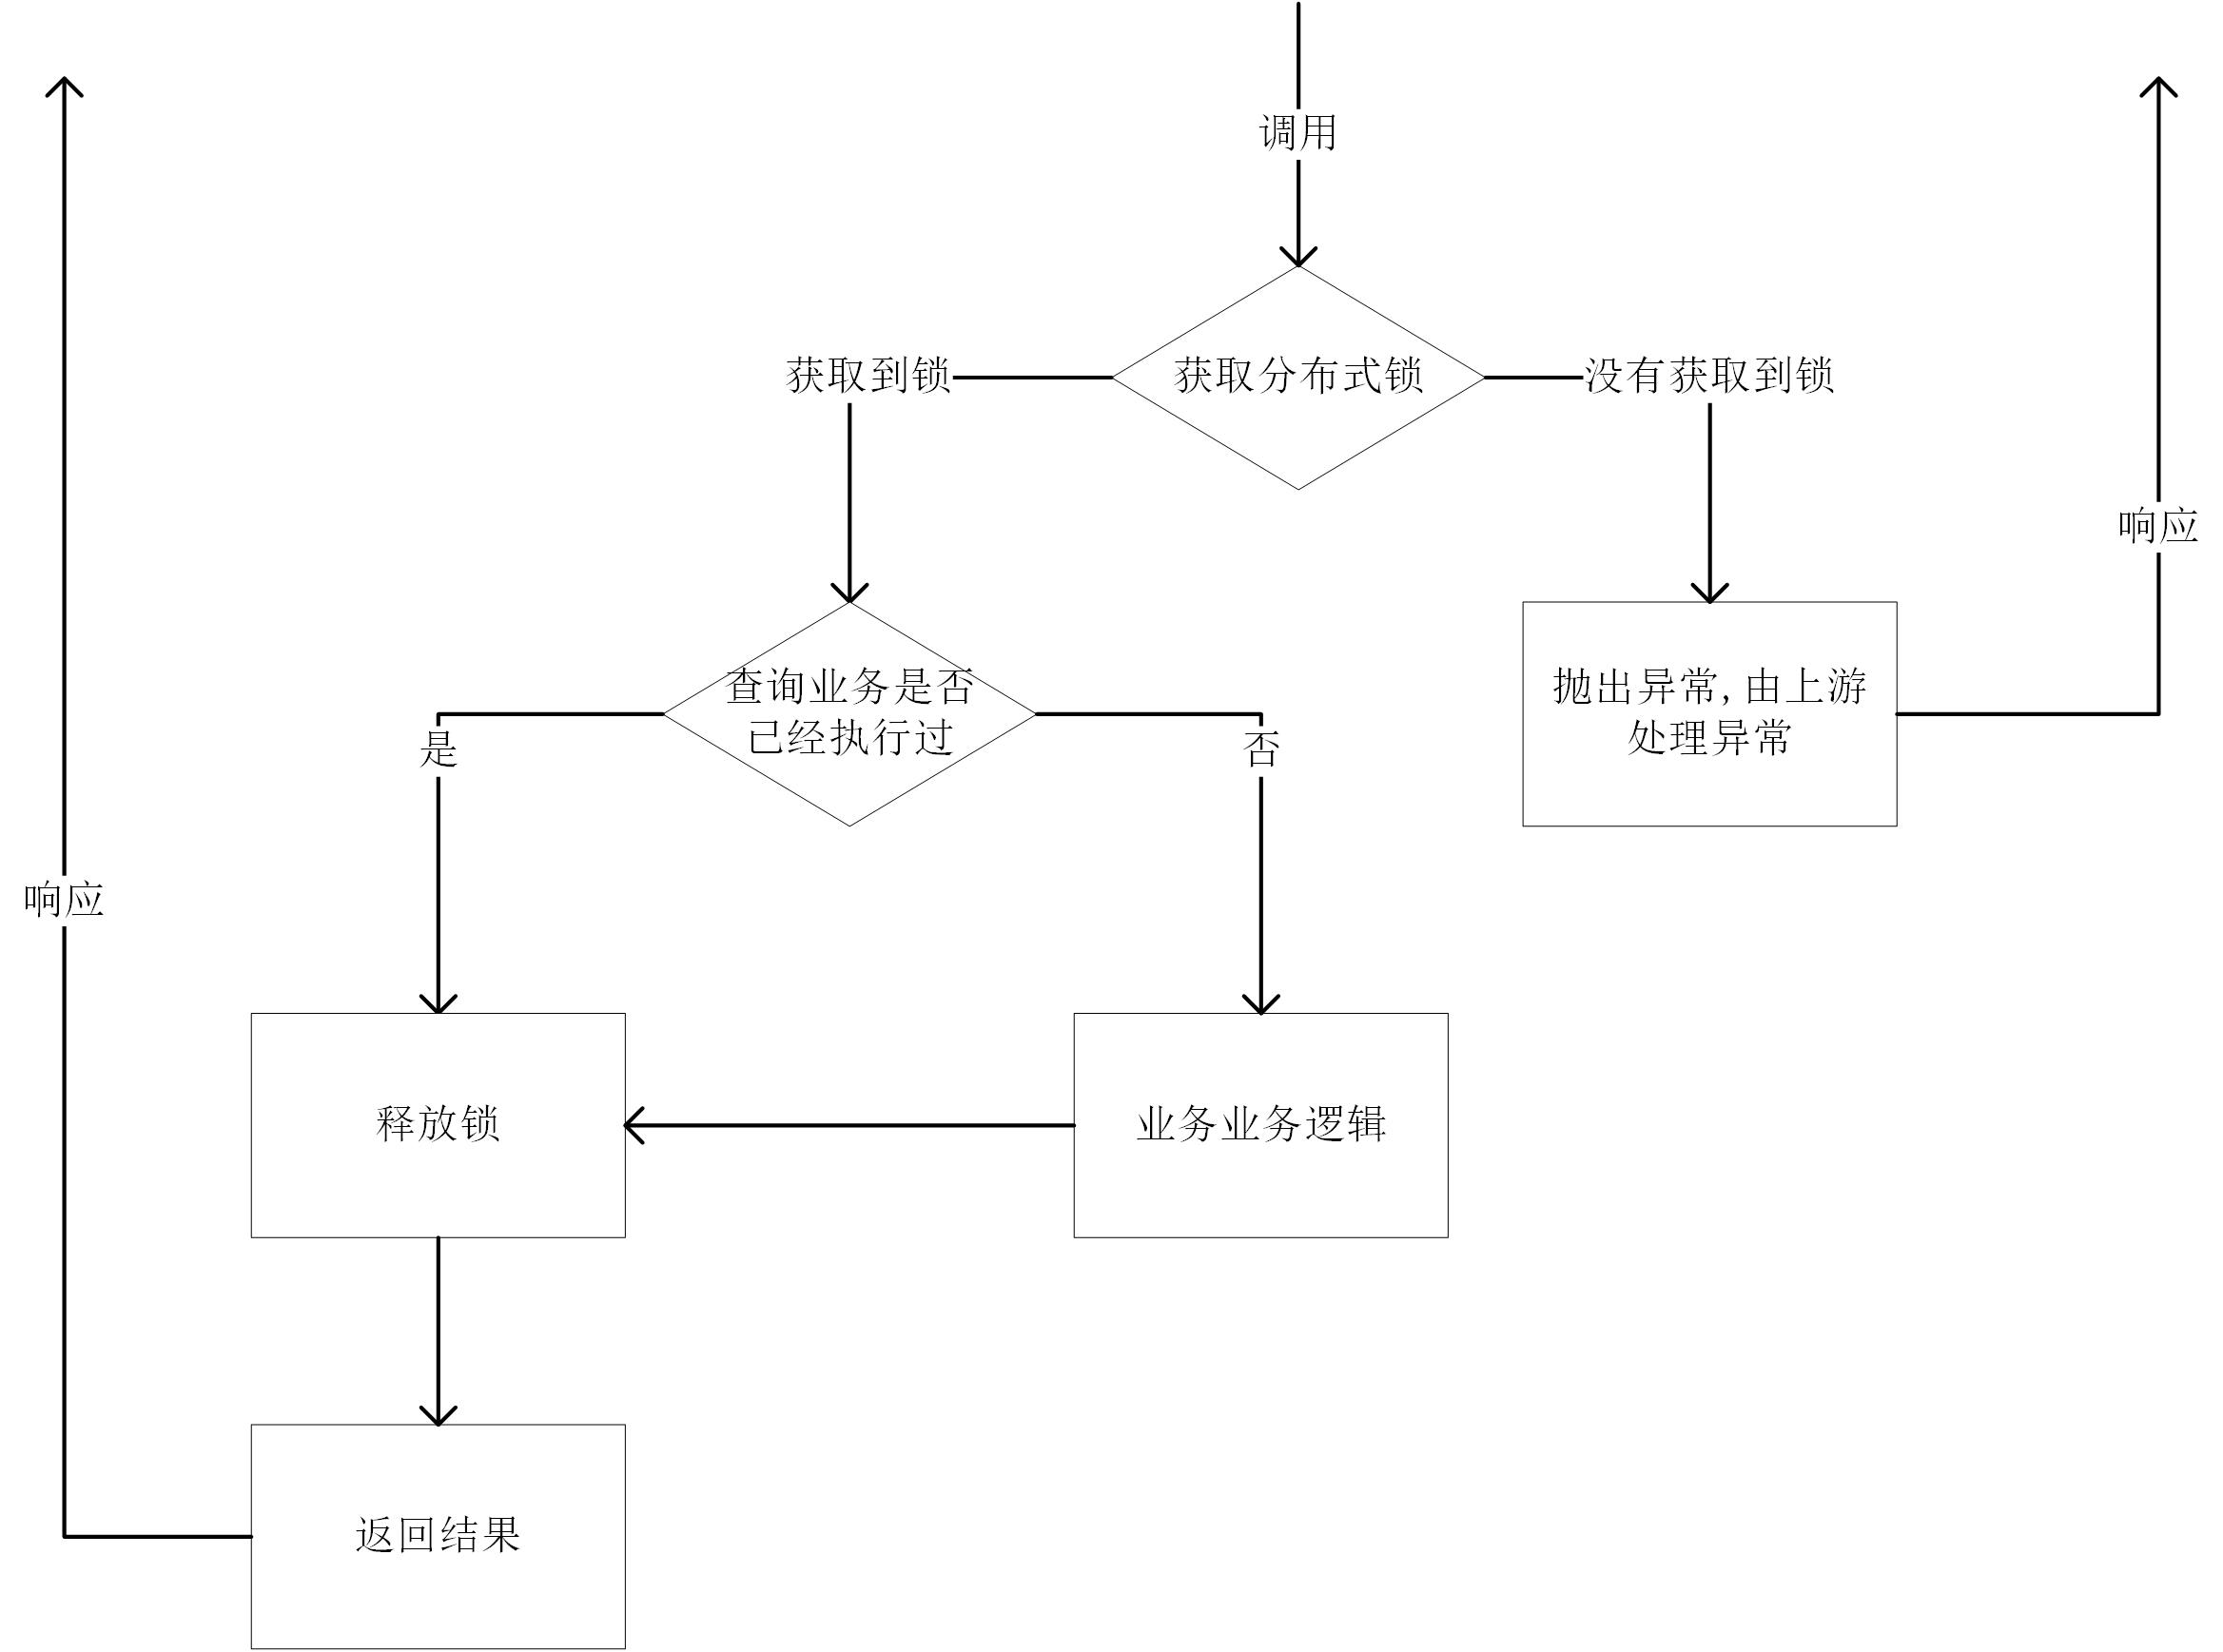 调用
获取到锁
获取分布式锁
没有获取到锁
响应
查询业务是否
已经执行过
抛出异常,由上游
处理异常
是
否
响应
释放锁
业务业务逻辑
返回结果